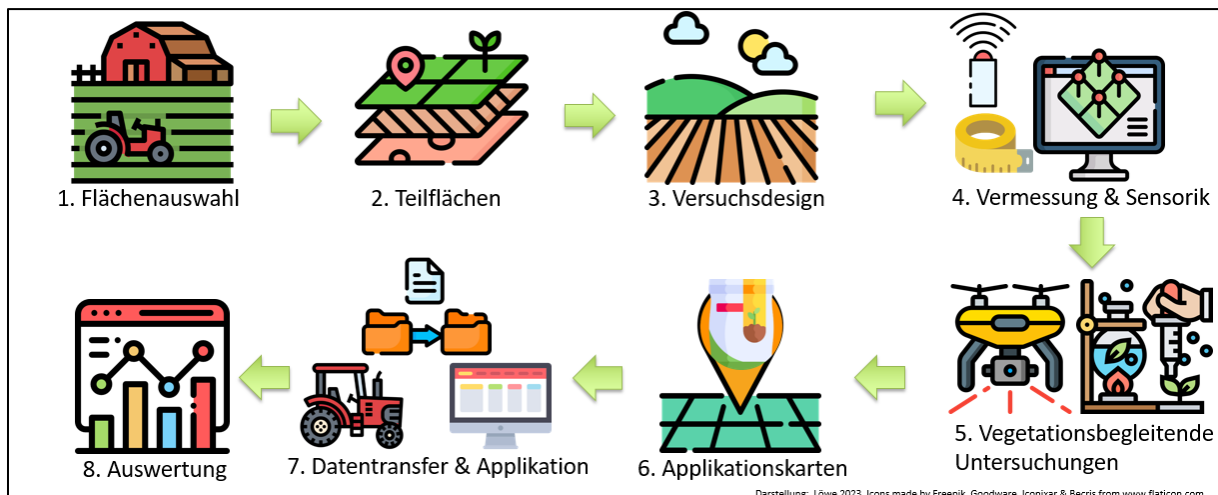 1. Flächenauswahl
2. Teilflächen
3. Versuchsdesign
4. Vermessung & Sensorik
5. Vegetationsbegleitende
Untersuchungen
6. Applikationskarten
7. Datentransfer & Applikation
8. Auswertung
Darstellung: Löwe 2023, Icons made by Freepik, Goodware, Iconixar & Becris from www.flaticon.com